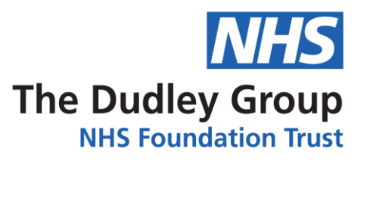 NHS
The Dudley Group
NHS Foundation Trust